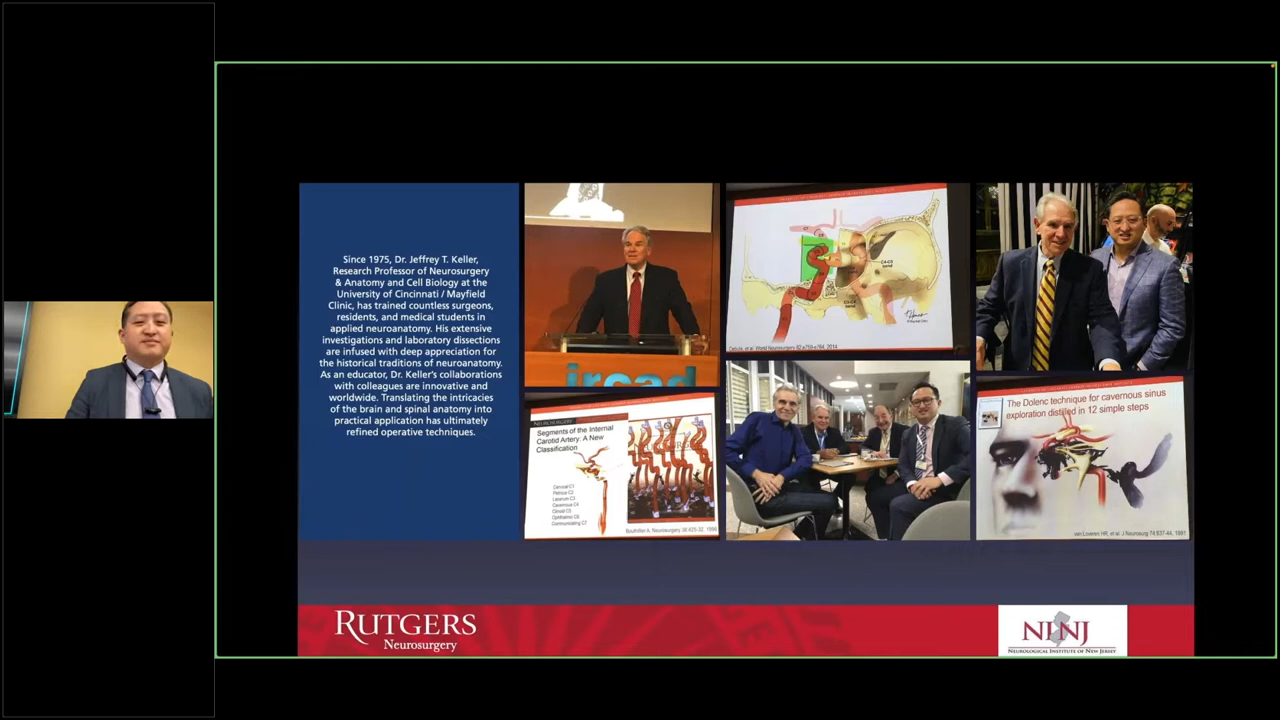 Since 1975, Dr. Jeffrey T. Keller,
Research Professor of Neurosurgery
& Anatomy and Cell Biology at the
University of Cincinnati / Mayfield
Clinic, has trained countless surgeons,
residents, and medical students in
applied neuroanatomy. His extensive
investigations and laboratory dissections
are infused with deep appreciation for
the historical traditions of neuroanatomy.
As an educator, Dr. Keller's collaborations
with colleagues are innovative and
worldwide. Translating the intricacies
of the brain and spinal anatomy into
practical application has ultimately
refined operative techniques.
ircad
Segments of the Internal
Carotid Artery: A New
Classification
Cervical C1
Petrous C2
Lacerum C3
Cavernous C4
Clinoid C5
Ophthalmic C6
Communicating C7
The Dolenc technique for cavernous sinus
exploration distilled in 12 simple steps
van Loveren HR, et al. J Neurosurg 74:837-44, 1991
RUTGERS
Neurosurgery
NINJ
NEUROLOGICAL INSTITUTE OF NEW JERSEY